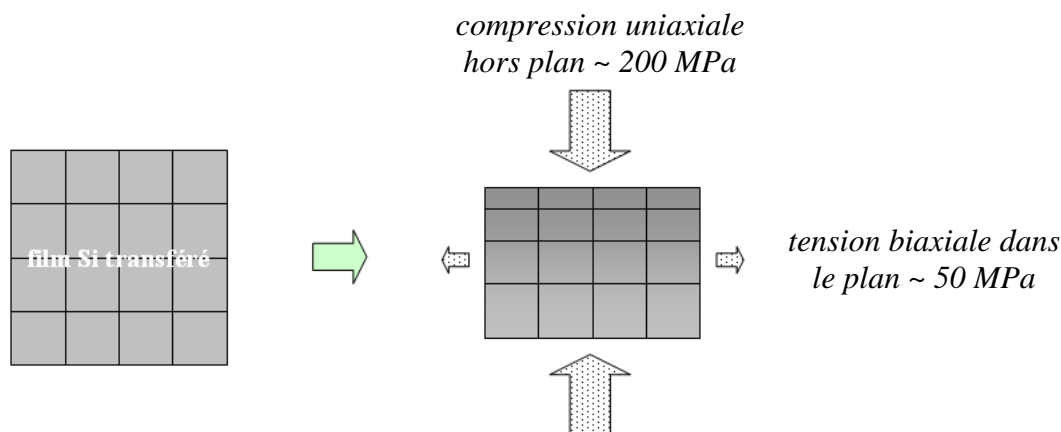 compression uniaxiale
hors plan ~ 200 MPa
film Si transféré
tension biaxiale dans
le plan ~ 50 MPa